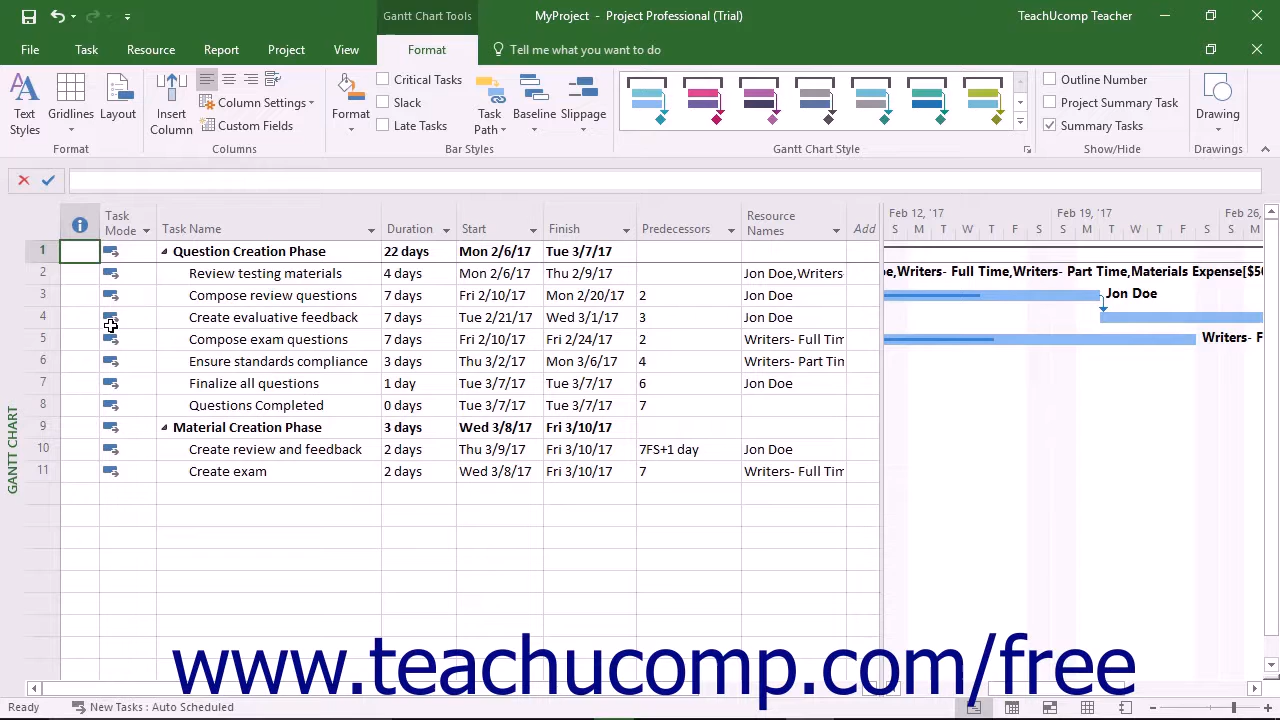 Gantt Chart Tools
MyProject - Project Professional (Trial)
TeachUcomp Teacher
File Task Resource Report Project View Format Tell me what you want to do
Text Styles
Gridlines
Layout
Format
Insert Column
Column Settings
Custom Fields
Columns
Format
Critical Tasks
Slack
Late Tasks
Task Path
Baseline
Slippage
Bar Styles
Gantt Chart Style
Outline Number
Project Summary Task
Summary Tasks
Show/Hide
Drawing
Drawings
Task Mode Task Name Duration Start Finish Predecessors Resource Names Add
1 Question Creation Phase 22 days Mon 2/6/17 Tue 3/7/17
2 Review testing materials 4 days Mon 2/6/17 Thu 2/9/17 Jon Doe,Writers
3 Compose review questions 7 days Fri 2/10/17 Mon 2/20/17 2 Jon Doe
4 Create evaluative feedback 7 days Tue 2/21/17 Wed 3/1/17 3 Jon Doe
5 Compose exam questions 7 days Fri 2/10/17 Fri 2/24/17 2 Writers- Full Tim
6 Ensure standards compliance 3 days Thu 3/2/17 Mon 3/6/17 4 Writers- Part Tin
7 Finalize all questions 1 day Tue 3/7/17 Tue 3/7/17 6 Jon Doe
8 Questions Completed 0 days Tue 3/7/17 Tue 3/7/17 7
9 Material Creation Phase 3 days Wed 3/8/17 Fri 3/10/17
10 Create review and feedback 2 days Thu 3/9/17 Fri 3/10/17 7FS+1 day Jon Doe
11 Create exam 2 days Wed 3/8/17 Fri 3/10/17 7 Writers- Full Tim
Feb 12, '17 Feb 19, '17 Feb 26,
S M T W T F S S M T W T F S S M
e,Writers- Full Time,Writers- Part Time,Materials Expense[$50
Jon Doe
Writers- F
GANTT CHART
www.teachucomp.com/free
Ready New Tasks : Auto Scheduled